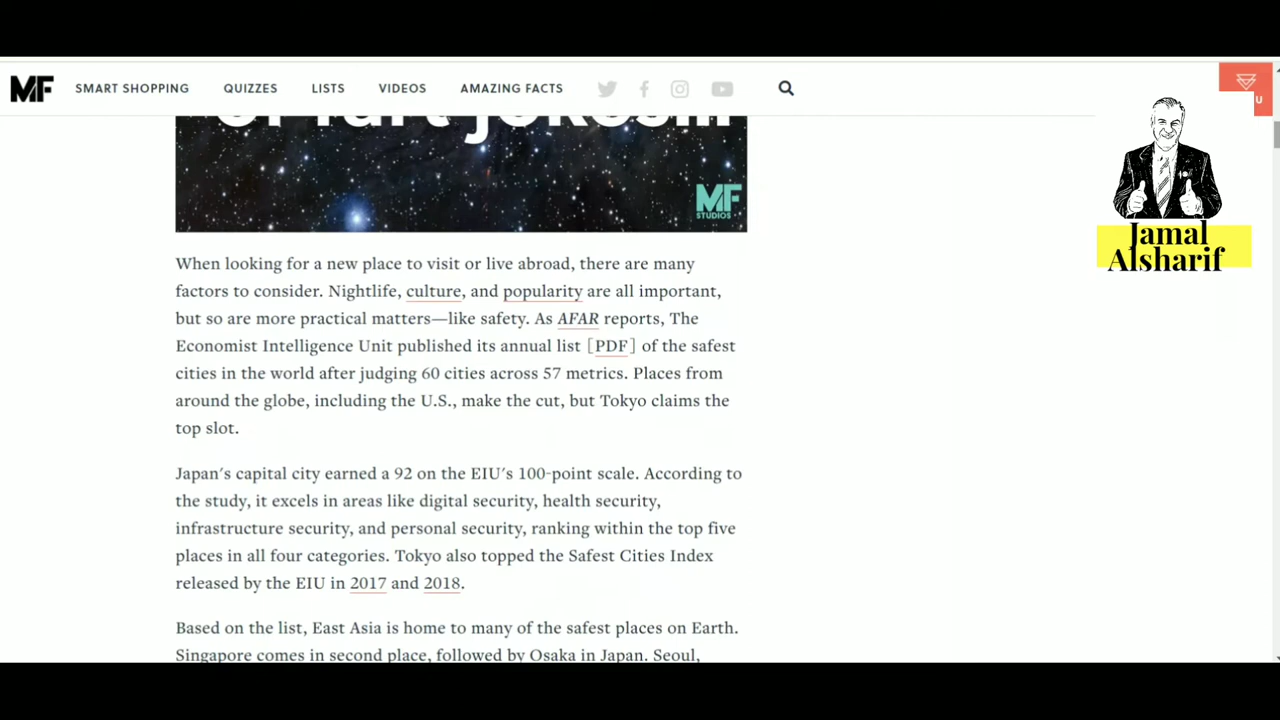 MF SMART SHOPPING QUIZZES LISTS VIDEOS AMAZING FACTS
U
of fart jokes...
MF
STUDIOS
Jamal
Alsharif
When looking for a new place to visit or live abroad, there are many
factors to consider. Nightlife, culture, and popularity are all important,
but so are more practical matters—like safety. As AFAR reports, The
Economist Intelligence Unit published its annual list [PDF] of the safest
cities in the world after judging 60 cities across 57 metrics. Places from
around the globe, including the U.S., make the cut, but Tokyo claims the
top slot.
Japan's capital city earned a 92 on the EIU's 100-point scale. According to
the study, it excels in areas like digital security, health security,
infrastructure security, and personal security, ranking within the top five
places in all four categories. Tokyo also topped the Safest Cities Index
released by the EIU in 2017 and 2018.
Based on the list, East Asia is home to many of the safest places on Earth.
Singapore comes in second place, followed by Osaka in Japan. Seoul,